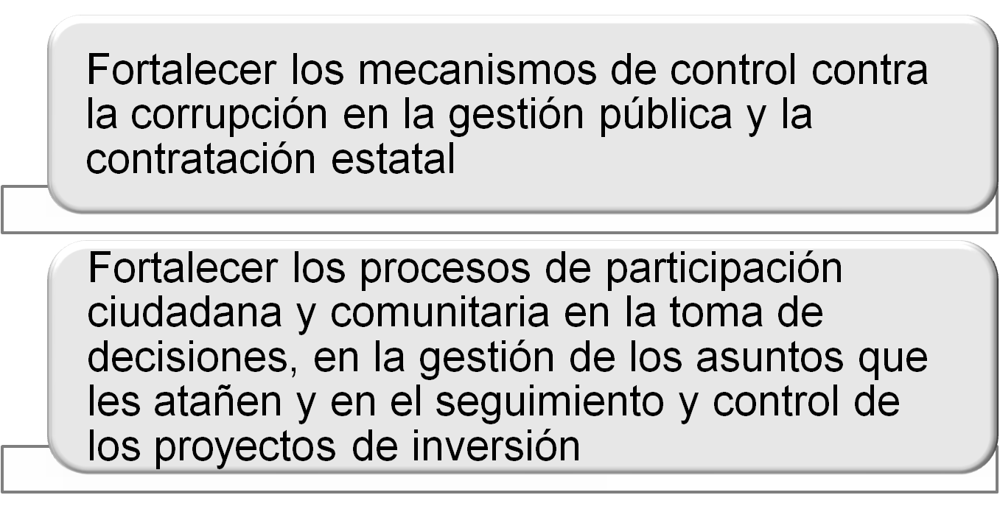 Fortalecer los mecanismos de control contra
la corrupción en la gestión pública y la
contratación estatal
Fortalecer los procesos de participación
ciudadana y comunitaria en la toma de
decisiones, en la gestión de los asuntos que
les atañen y en el seguimiento y control de
los proyectos de inversión